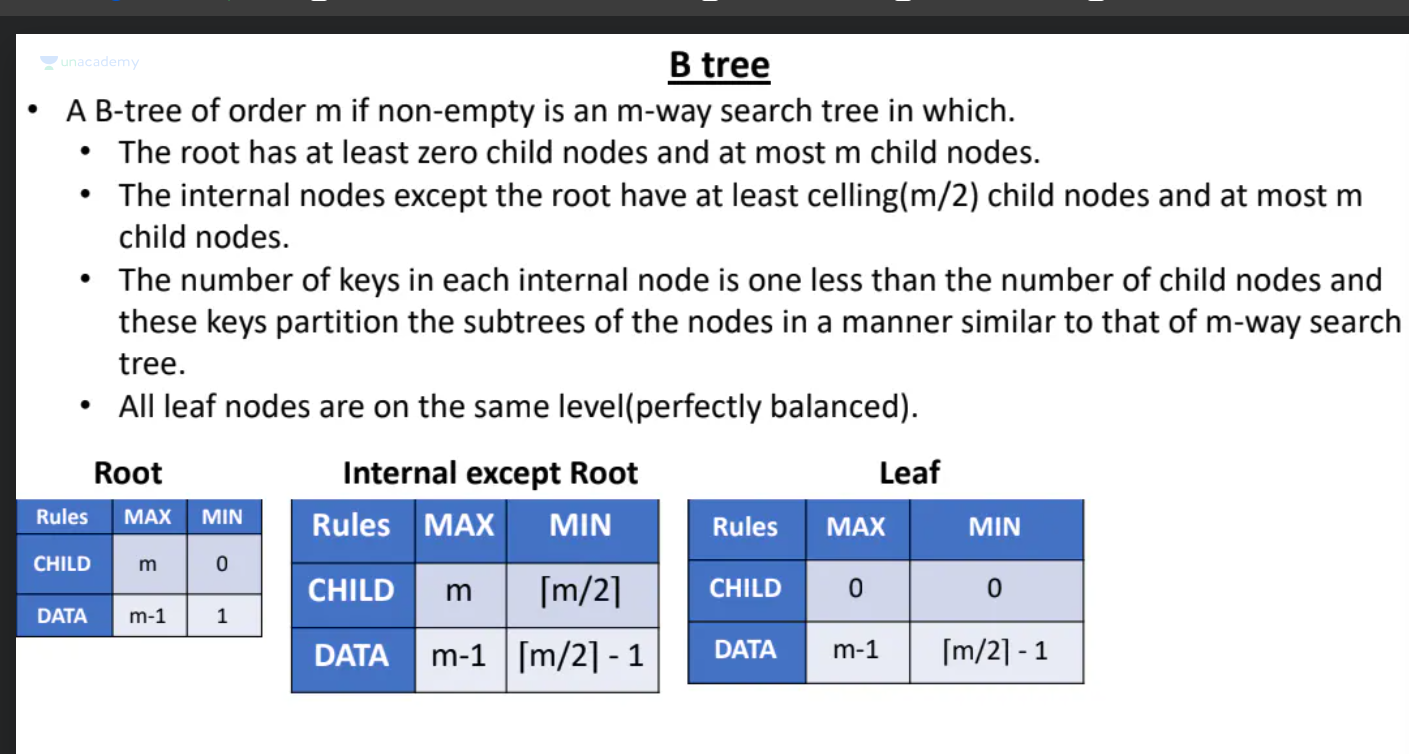 unacademy
B tree
• A B-tree of order m if non-empty is an m-way search tree in which.
• The root has at least zero child nodes and at most m child nodes.
• The internal nodes except the root have at least celling(m/2) child nodes and at most m
child nodes.
• The number of keys in each internal node is one less than the number of child nodes and
these keys partition the subtrees of the nodes in a manner similar to that of m-way search
tree.
• All leaf nodes are on the same level(perfectly balanced).
Root
Rules MAX MIN
CHILD m 0
DATA m-1 1
Internal except Root
Rules MAX MIN
CHILD m ⌈m/2⌉
DATA m-1 ⌈m/2⌉ - 1
Leaf
Rules MAX MIN
CHILD 0 0
DATA m-1 ⌈m/2⌉ - 1